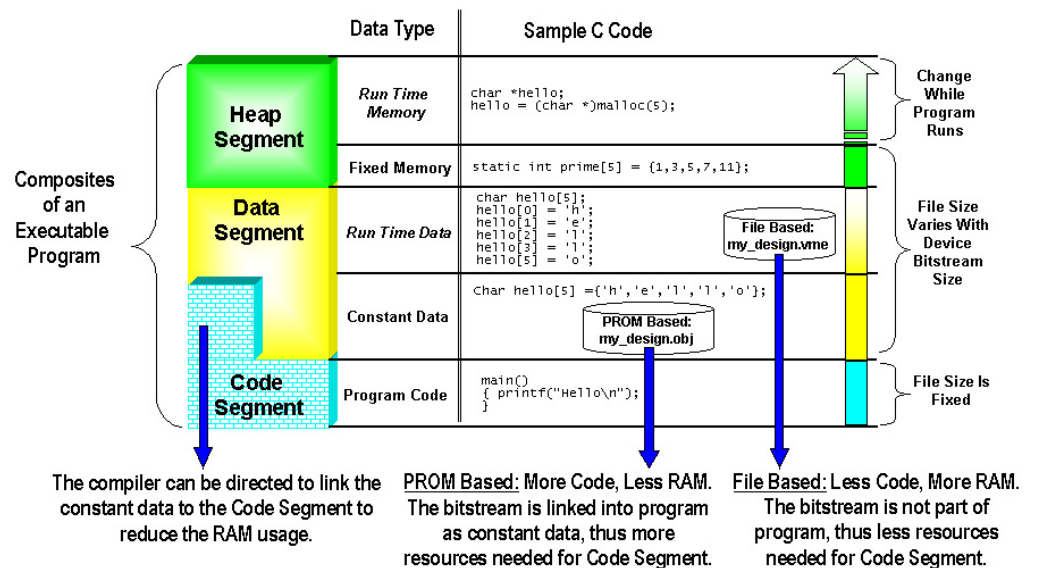 Data Type
Sample C Code
Composites
of an
Executable
Program
Heap
Segment
Data
Segment
Code
Segment
Run Time
Memory
char *hello;
hello = (char *)malloc(5);
Change
While
Program
Runs
Fixed Memory
static int prime[5] = {1,3,5,7,11};
Run Time Data
char hello[5];
hello[0] = 'h';
hello[1] = 'e';
hello[2] = 'l';
hello[3] = 'l';
hello[5] = 'o';
File Based:
my_design.vme
File Size
Varies With
Device
Bitstream
Size
Constant Data
Char hello[5] ={'h','e','l','l','o'};
PROM Based:
my_design.obj
Program Code
main()
{ printf("Hello\n");
}
File Size Is
Fixed
The compiler can be directed to link the
constant data to the Code Segment to
reduce the RAM usage.
PROM Based: More Code, Less RAM.
The bitstream is linked into program
as constant data, thus more
resources needed for Code Segment.
File Based: Less Code, More RAM.
The bitstream is not part of
program, thus less resources
needed for Code Segment.